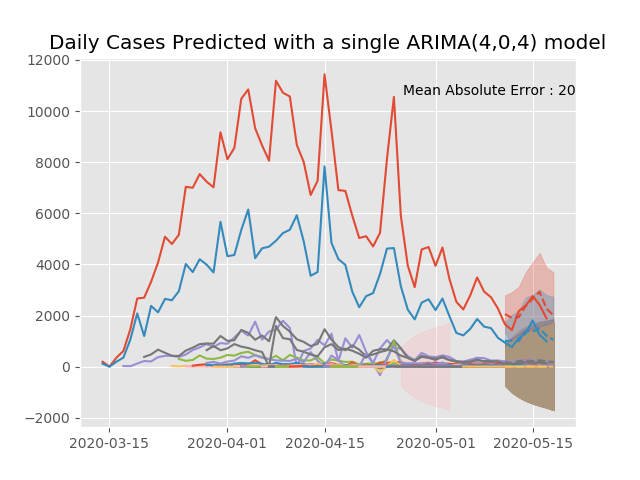 Daily Cases Predicted with a single ARIMA(4,0,4) model
12000
Mean Absolute Error : 20
10000
8000
6000
4000
2000
0
−2000
2020-03-15 2020-04-01 2020-04-15 2020-05-01 2020-05-15